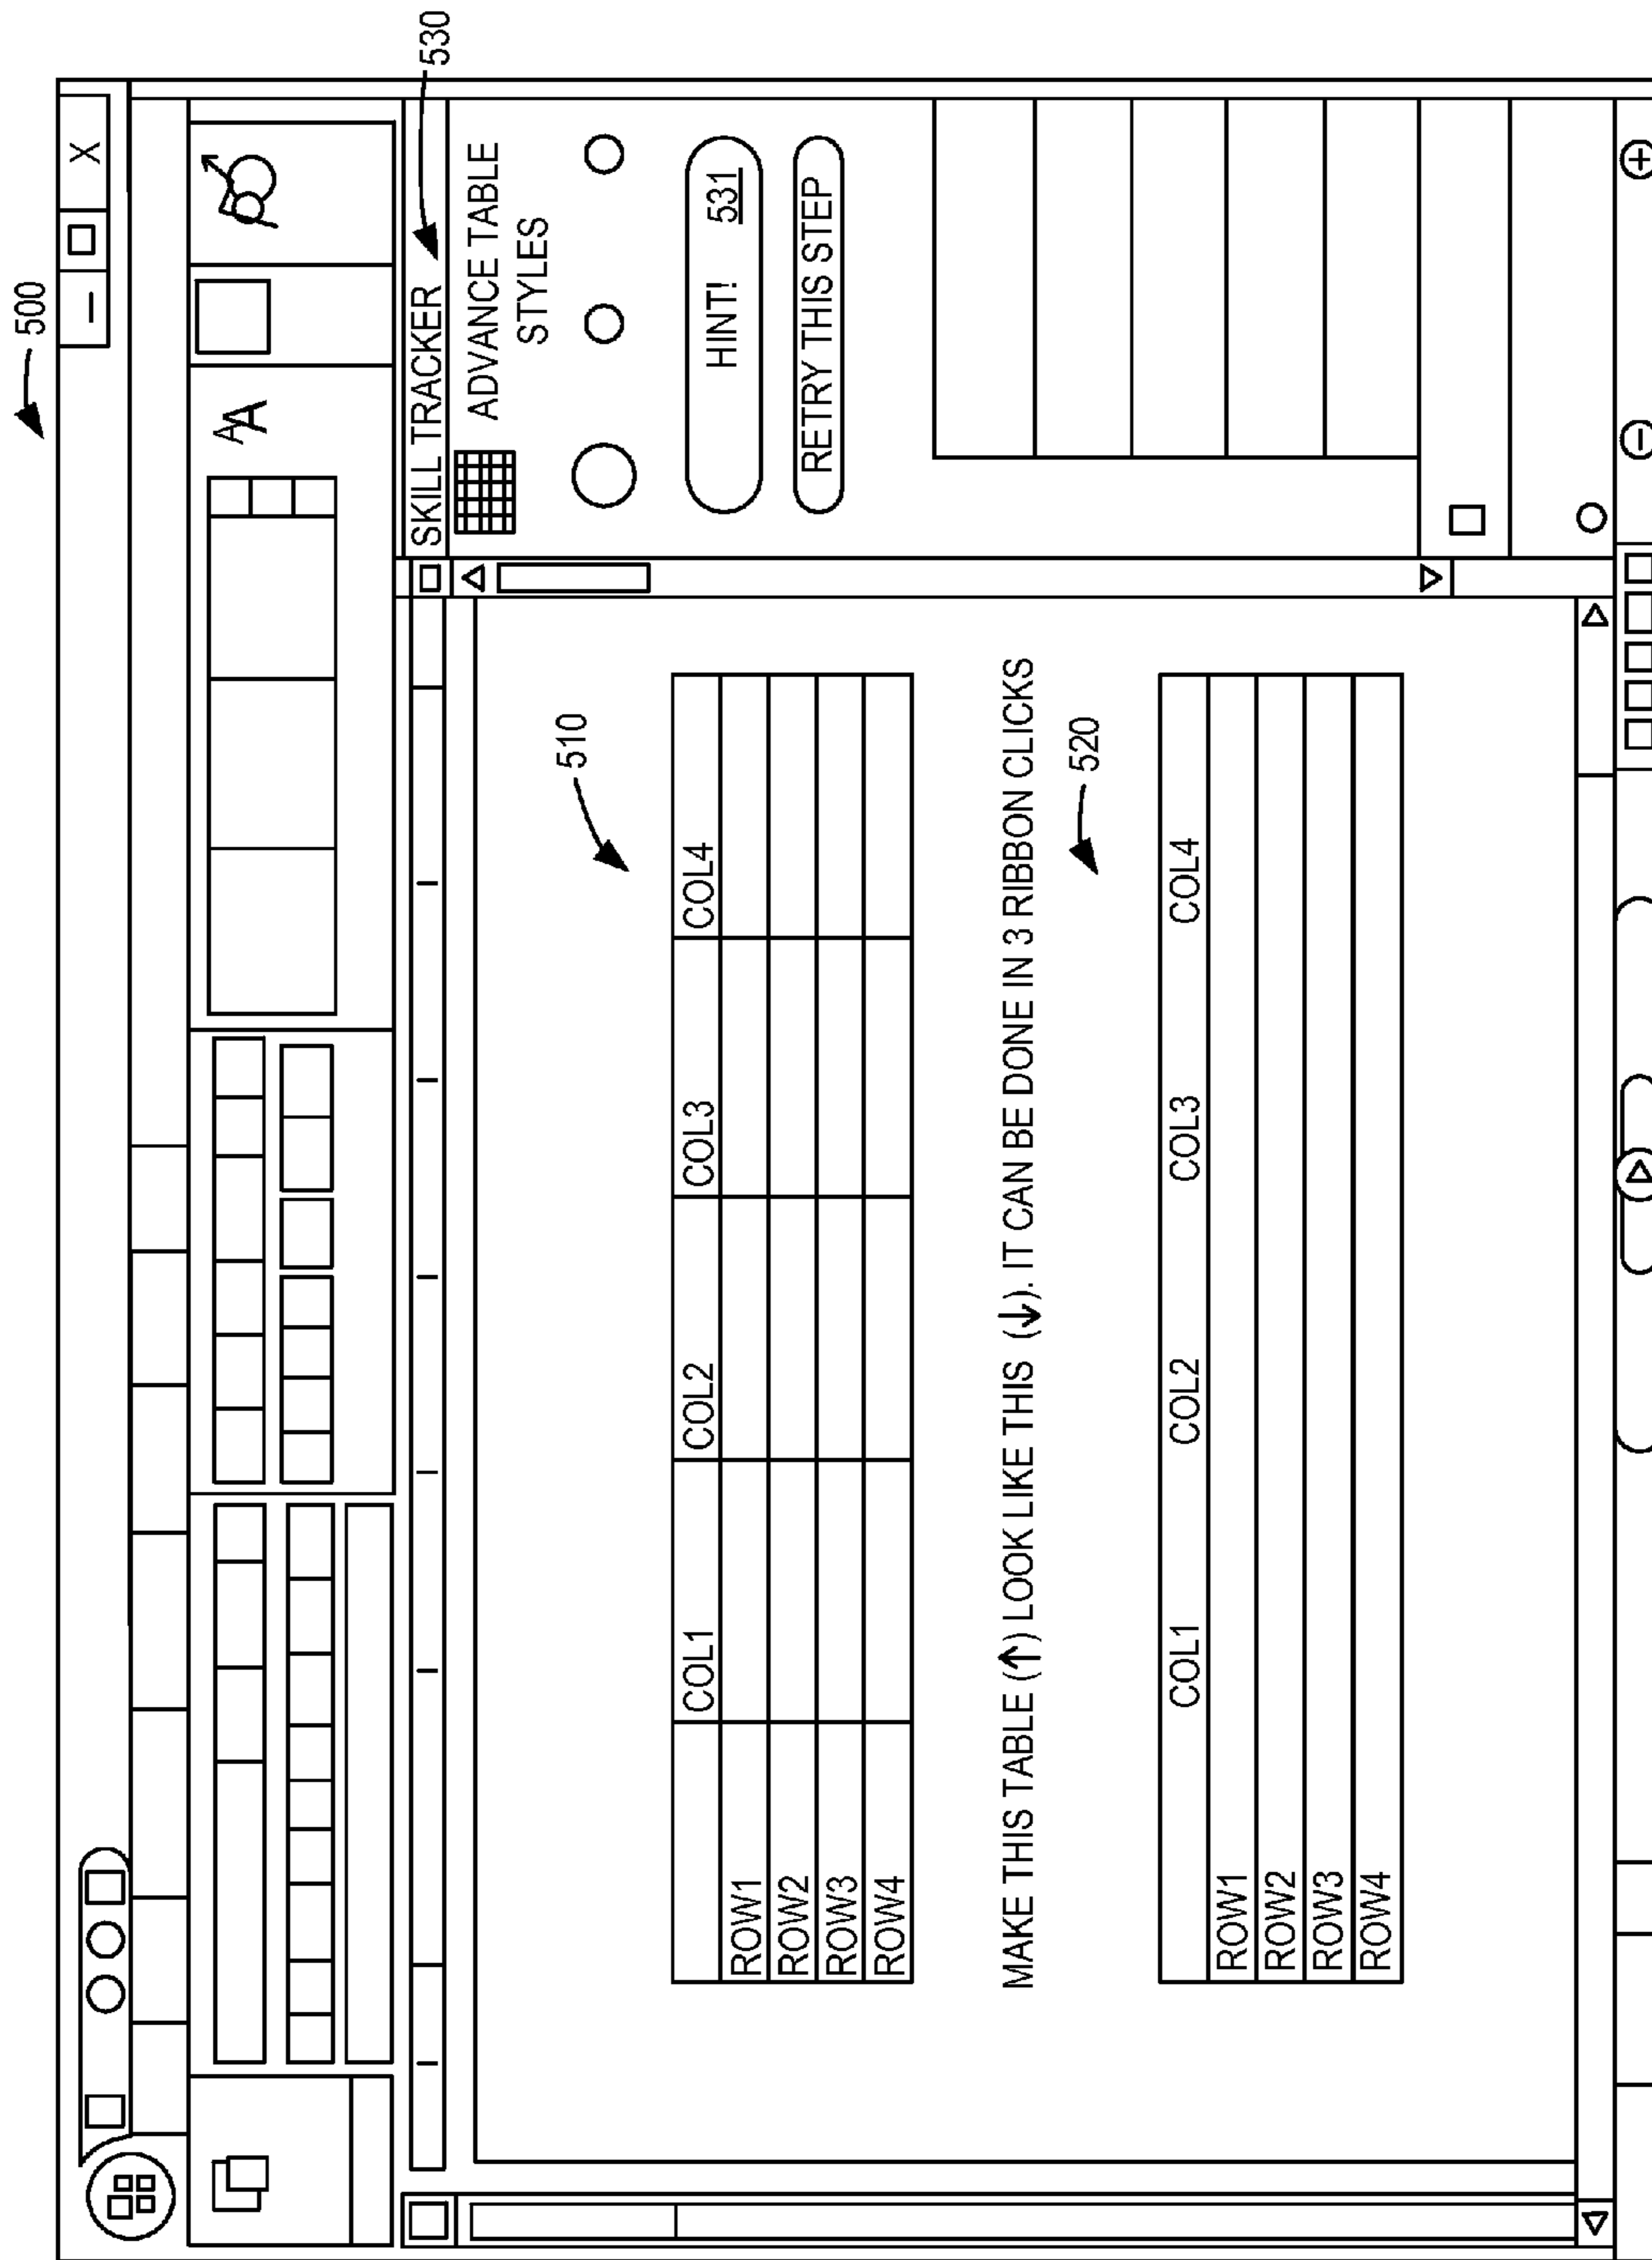 500
X
AA
530
SKILL TRACKER
ADVANCE TABLE
STYLES
HINT! 531
RETRY THIS STEP
510
COL1 COL2 COL3 COL4
ROW1
ROW2
ROW3
ROW4
MAKE THIS TABLE (↑) LOOK LIKE THIS (↓). IT CAN BE DONE IN 3 RIBBON CLICKS
520
COL1 COL2 COL3 COL4
ROW1
ROW2
ROW3
ROW4